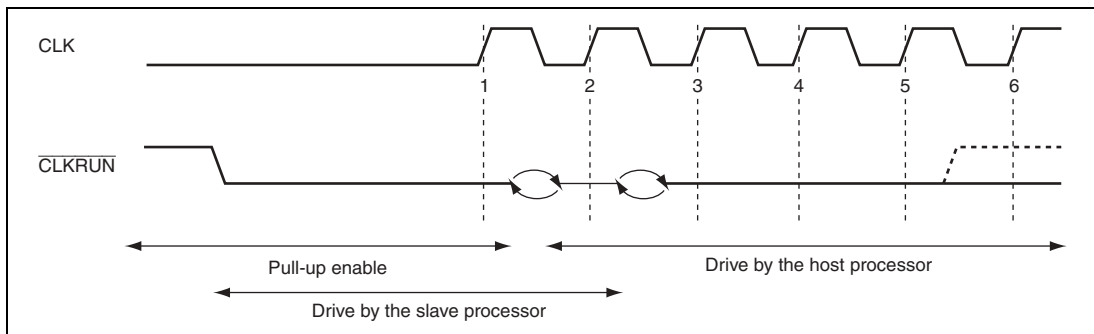 CLK
1 2 3 4 5 6
CLKRUN
Pull-up enable
Drive by the host processor
Drive by the slave processor